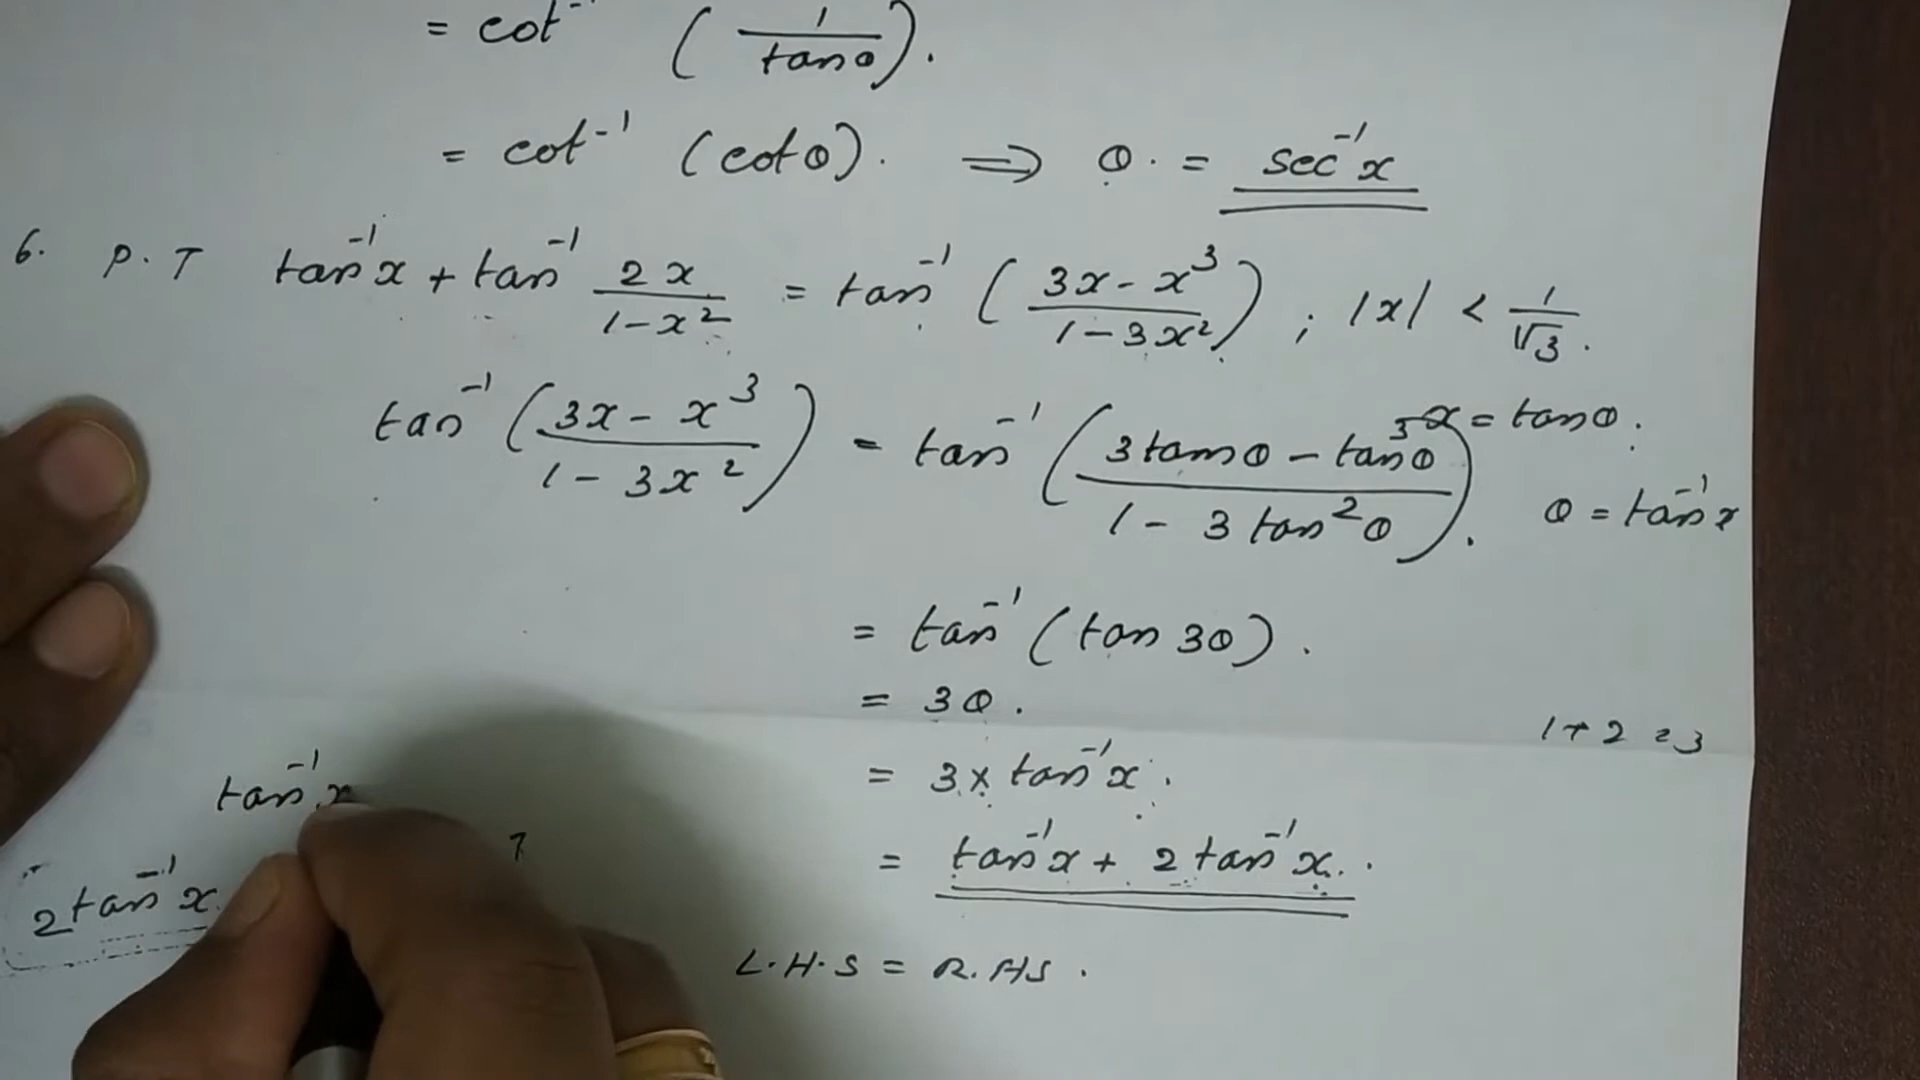 = cot⁻¹ (1/tanθ).
= cot⁻¹ (cotθ). ⟹ θ. = sec⁻¹x
6. P.T tan⁻¹x + tan⁻¹ 2x/1-x² = tan⁻¹ (3x-x³/1-3x²) ; |x| < 1/√3.
x = tanθ.
tan⁻¹ (3x-x³/1-3x²) = tan⁻¹ (3tanθ - tan³θ/1-3tan²θ). θ = tan⁻¹x
= tan⁻¹ (tan 3θ).
= 3θ.
1+2=3
= 3× tan⁻¹x.
tan⁻¹x
= tan⁻¹x + 2tan⁻¹x.
2tan⁻¹x.
L.H.S = R.HS.